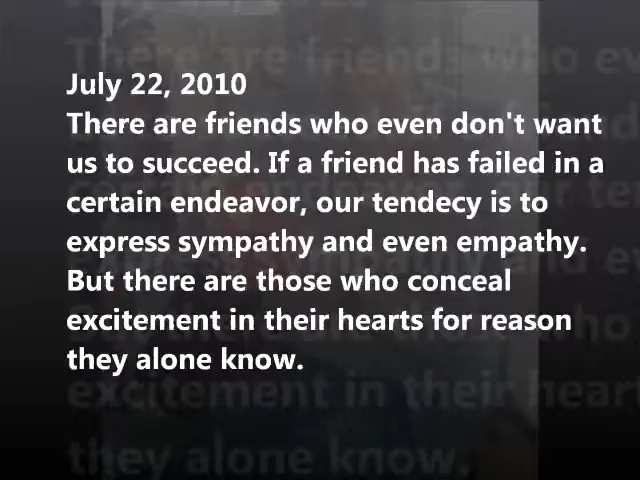 July 22, 2010
There are friends who even don't want
us to succeed. If a friend has failed in a
certain endeavor, our tendecy is to
express sympathy and even empathy.
But there are those who conceal
excitement in their hearts for reason
they alone know.